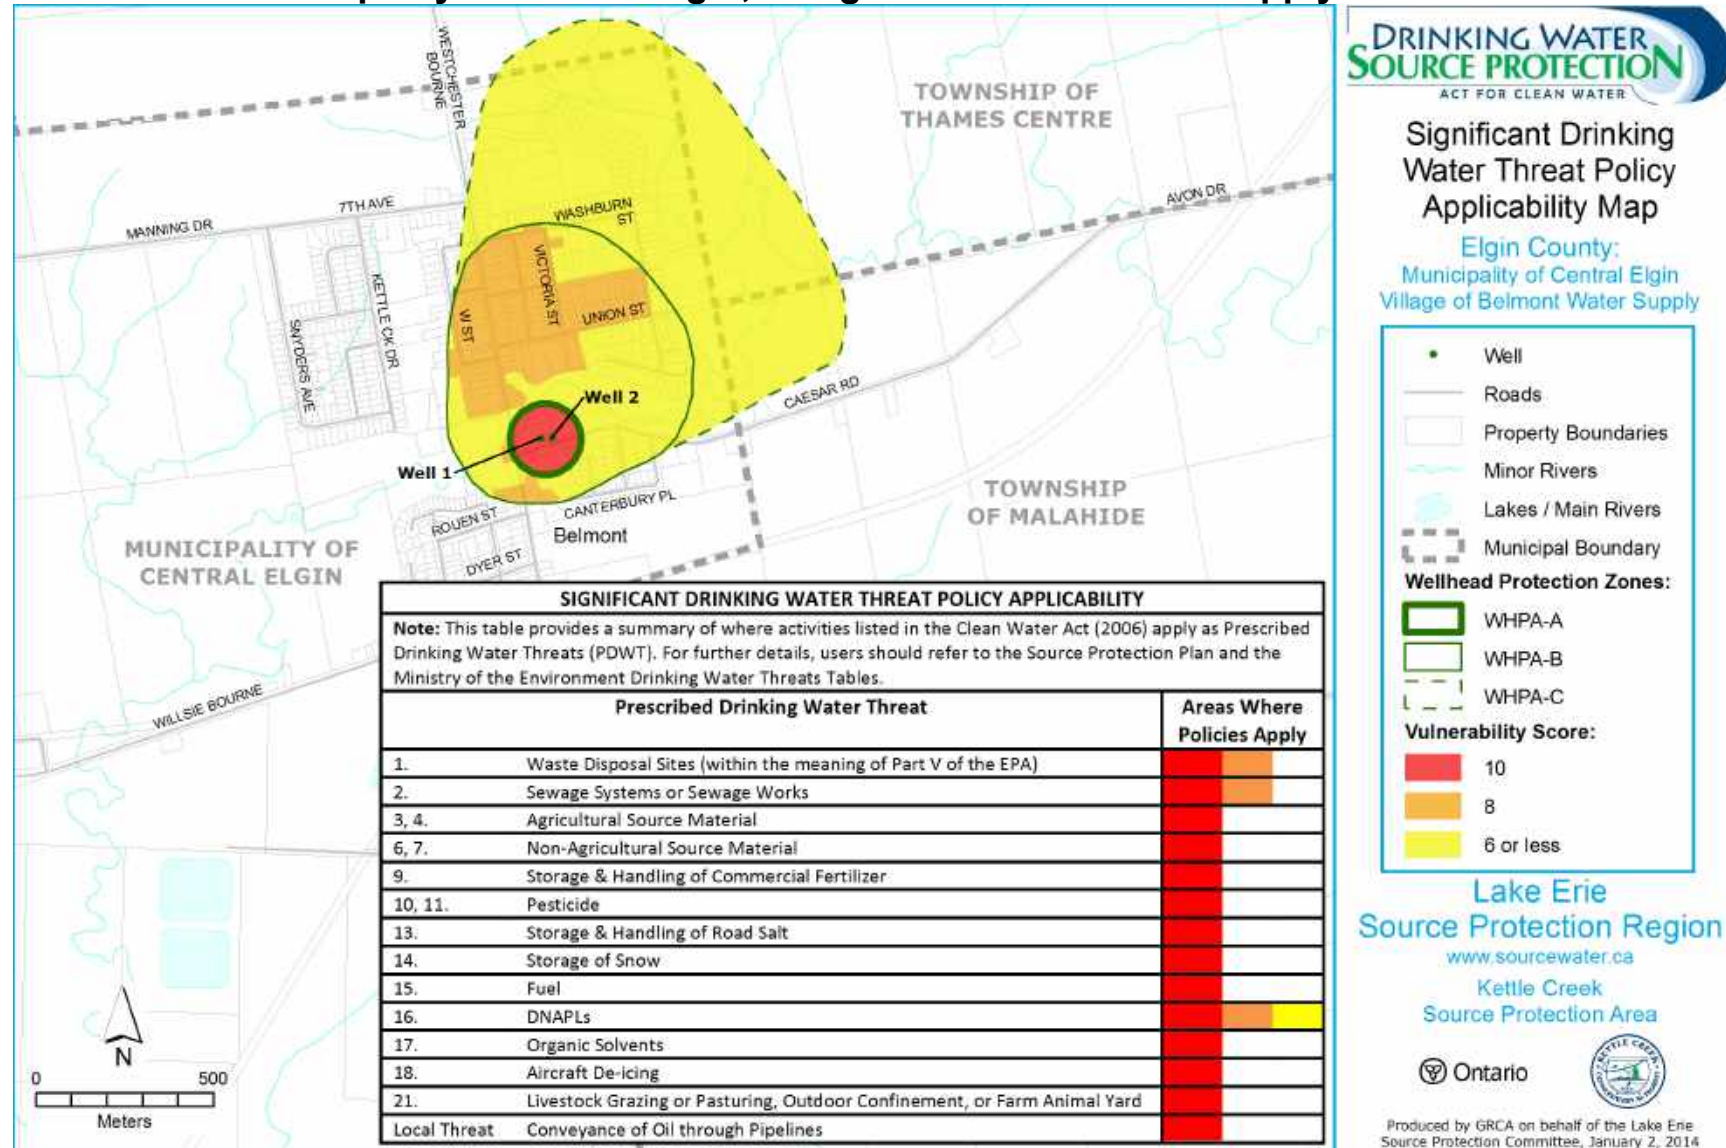 WESTCHESTER
BOURNE
TOWNSHIP OF
THAMES CENTRE
AVON DR
7TH AVE
WASHBURN
ST
MANNING DR
VICTORIA ST
KETTLE CK DR
W ST
UNION ST
SNYDERS AVE
CAESAR RD
Well 2
Well 1
TOWNSHIP
OF MALAHIDE
CANTERBURY PL
ROUEN ST
Belmont
MUNICIPALITY OF
CENTRAL ELGIN
DYER ST
WILLSIE BOURNE
SIGNIFICANT DRINKING WATER THREAT POLICY APPLICABILITY
Note: This table provides a summary of where activities listed in the Clean Water Act (2006) apply as Prescribed
Drinking Water Threats (PDWT). For further details, users should refer to the Source Protection Plan and the
Ministry of the Environment Drinking Water Threats Tables.
Prescribed Drinking Water Threat
Areas Where
Policies Apply
1. Waste Disposal Sites (within the meaning of Part V of the EPA)
2. Sewage Systems or Sewage Works
3, 4. Agricultural Source Material
6, 7. Non-Agricultural Source Material
9. Storage & Handling of Commercial Fertilizer
10, 11. Pesticide
13. Storage & Handling of Road Salt
14. Storage of Snow
15. Fuel
16. DNAPLs
17. Organic Solvents
18. Aircraft De-icing
21. Livestock Grazing or Pasturing, Outdoor Confinement, or Farm Animal Yard
Local Threat Conveyance of Oil through Pipelines
N
0 500
Meters
DRINKING WATER
SOURCE PROTECTION
ACT FOR CLEAN WATER
Significant Drinking
Water Threat Policy
Applicability Map
Elgin County:
Municipality of Central Elgin
Village of Belmont Water Supply
Well
Roads
Property Boundaries
Minor Rivers
Lakes / Main Rivers
Municipal Boundary
Wellhead Protection Zones:
WHPA-A
WHPA-B
WHPA-C
Vulnerability Score:
10
8
6 or less
Lake Erie
Source Protection Region
www.sourcewater.ca
Kettle Creek
Source Protection Area
Ontario
KETTLE CREEK
Produced by GRCA on behalf of the Lake Erie
Source Protection Committee, January 2, 2014